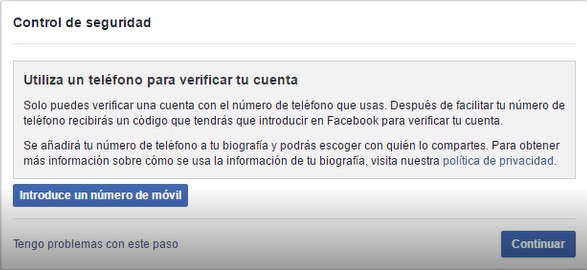 Control de seguridad
Utiliza un teléfono para verificar tu cuenta
Solo puedes verificar una cuenta con el número de teléfono que usas. Después de facilitar tu número de
teléfono recibirás un código que tendrás que introducir en Facebook para verificar tu cuenta.
Se añadirá tu número de teléfono a tu biografía y podrás escoger con quién lo compartes. Para obtener
más información sobre cómo se usa la información de tu biografía, visita nuestra política de privacidad.
Introduce un número de móvil
Tengo problemas con este paso
Continuar